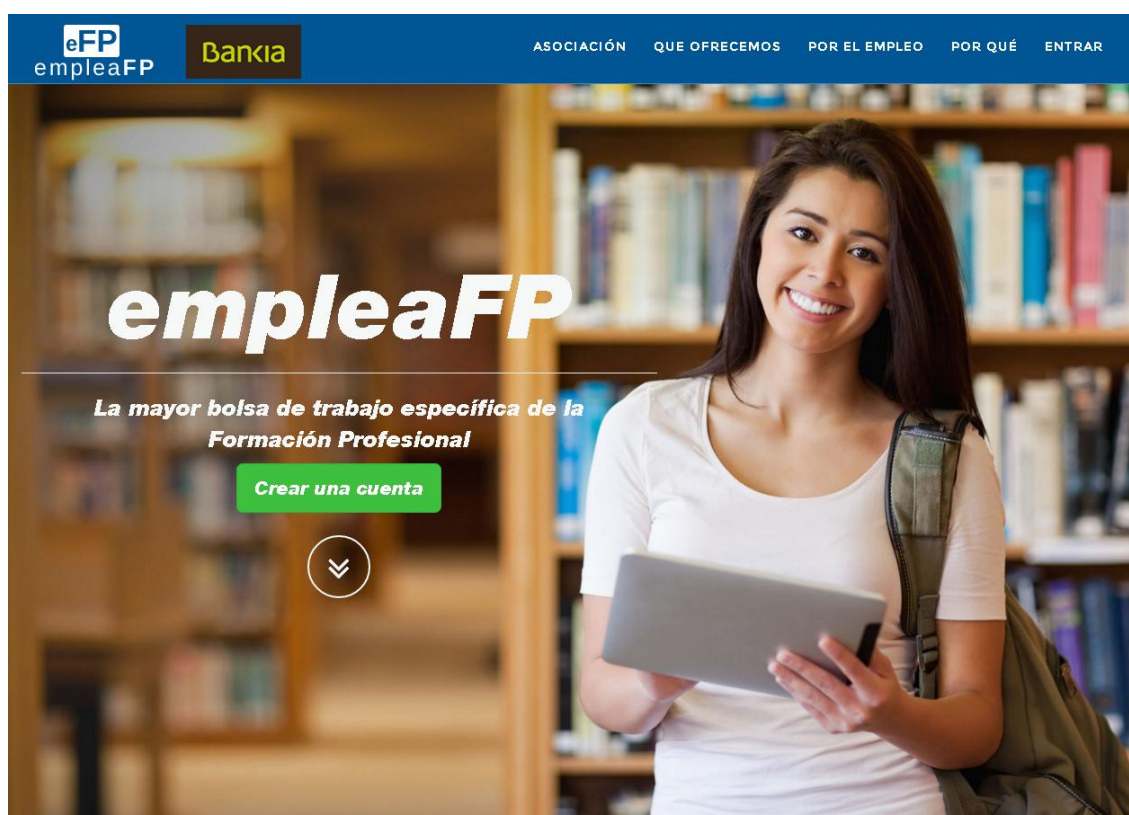 eFP
empleaFP
Bankia
ASOCIACIÓN QUE OFRECEMOS POR EL EMPLEO POR QUÉ ENTRAR
empleaFP
La mayor bolsa de trabajo específica de la
Formación Profesional
Crear una cuenta